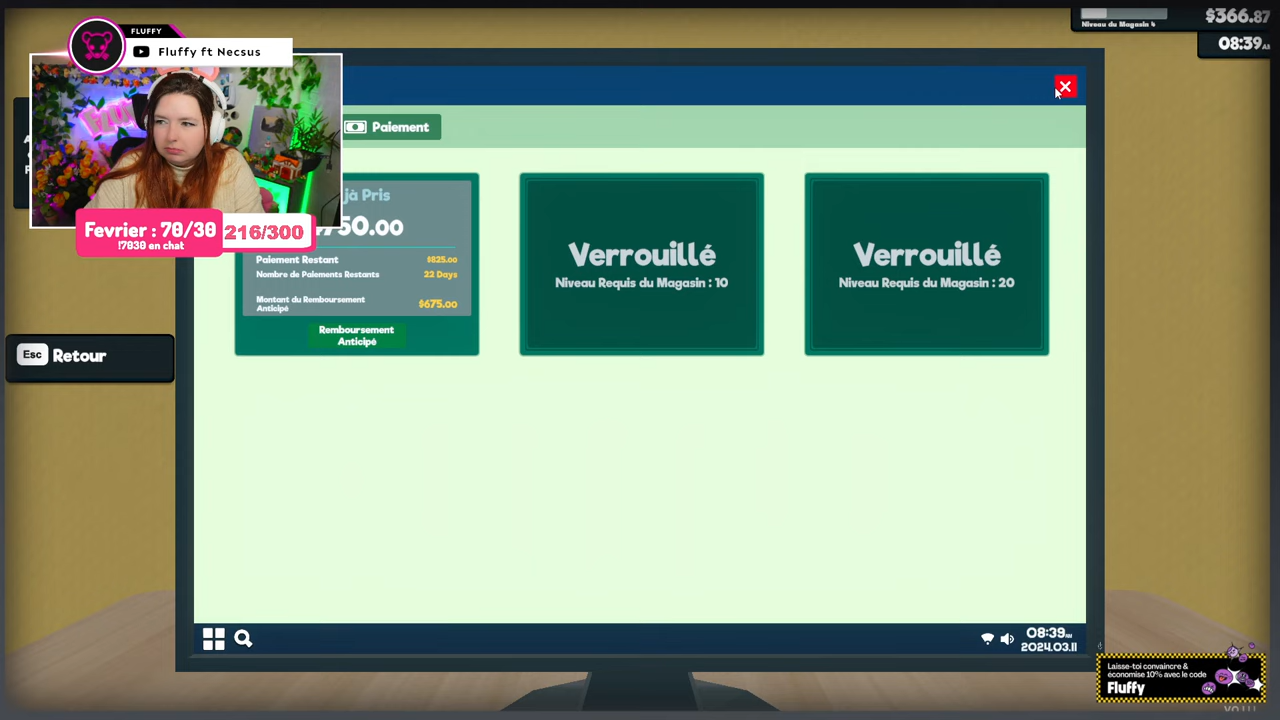 FLUFFY
Fluffy ft Necsus
Niveau du Magasin 4
$366.87
08:39
Paiement
jà Pris
50.00
Paiement Restant
$825.00
Nombre de Paiements Restants
22 Days
Montant du Remboursement
Anticipé
$675.00
Remboursement
Anticipé
Verrouillé
Niveau Requis du Magasin : 10
Verrouillé
Niveau Requis du Magasin : 20
Fevrier : 70/30
!7030 en chat
216/300
Esc Retour
08:39
2024.03.11
Laisse-toi convaincre &
économise 10% avec le code
Fluffy